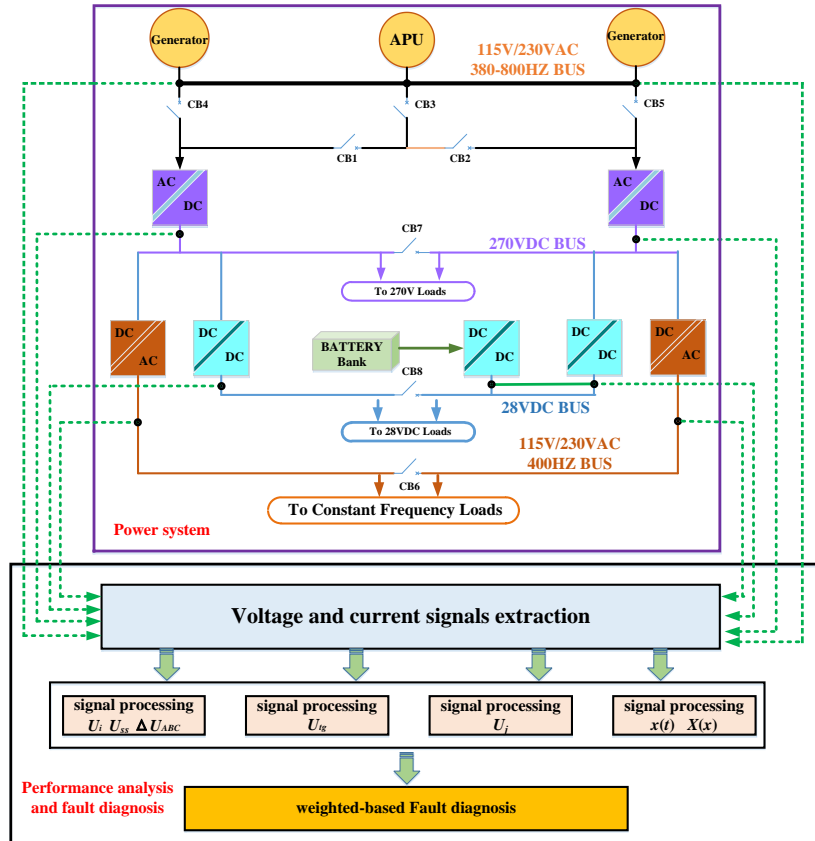 Generator
APU
Generator
115V/230VAC
380-800HZ BUS
CB4
CB3
CB5
CB1
CB2
AC
DC
AC
DC
CB7
270VDC BUS
To 270V Loads
DC
AC
DC
DC
BATTERY
Bank
DC
DC
DC
DC
DC
AC
CB8
28VDC BUS
To 28VDC Loads
115V/230VAC
400HZ BUS
CB6
To Constant Frequency Loads
Power system
Voltage and current signals extraction
signal processing
Ui Uss ΔUABC
signal processing
Utg
signal processing
Uj
signal processing
x(t) X(x)
Performance analysis
and fault diagnosis
weighted-based Fault diagnosis